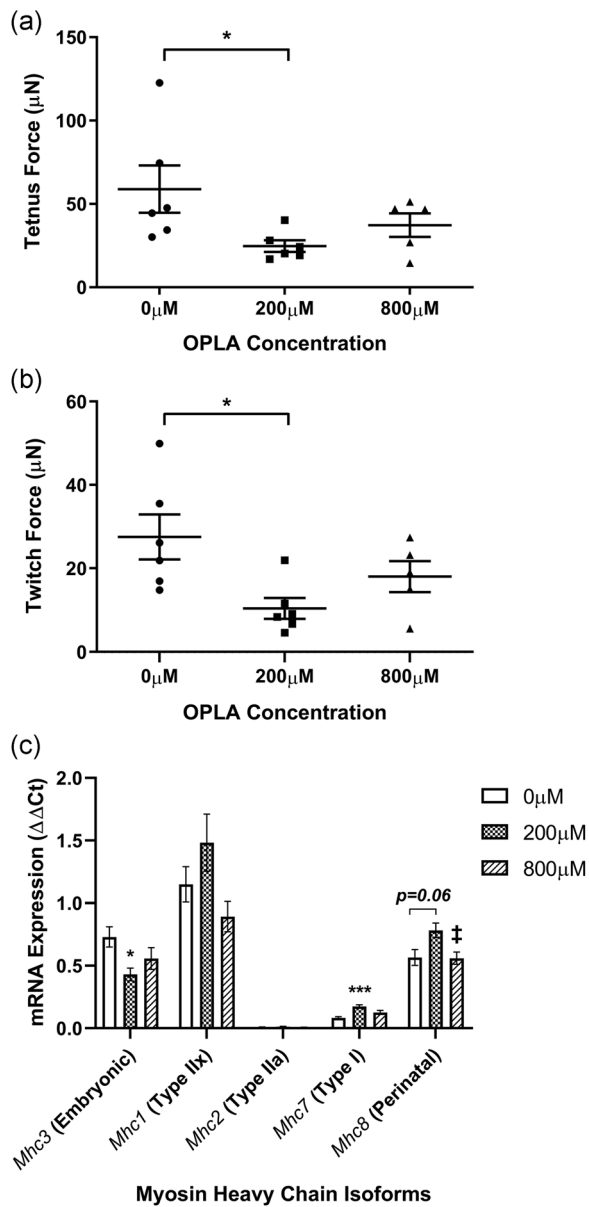 (a)
Tetnus Force (μN)
150
100
50
0
*
0μM 200μM 800μM
OPLA Concentration
(b)
Twitch Force (μN)
60
40
20
0
*
0μM 200μM 800μM
OPLA Concentration
(c)
mRNA Expression (ΔΔCt)
2.0
1.5
1.0
0.5
0.0
*
***
p=0.06
‡
0μM
200μM
800μM
Mhc3 (Embryonic)
Mhc1 (Type IIx)
Mhc2 (Type IIa)
Mhc7 (Type I)
Mhc8 (Perinatal)
Myosin Heavy Chain Isoforms